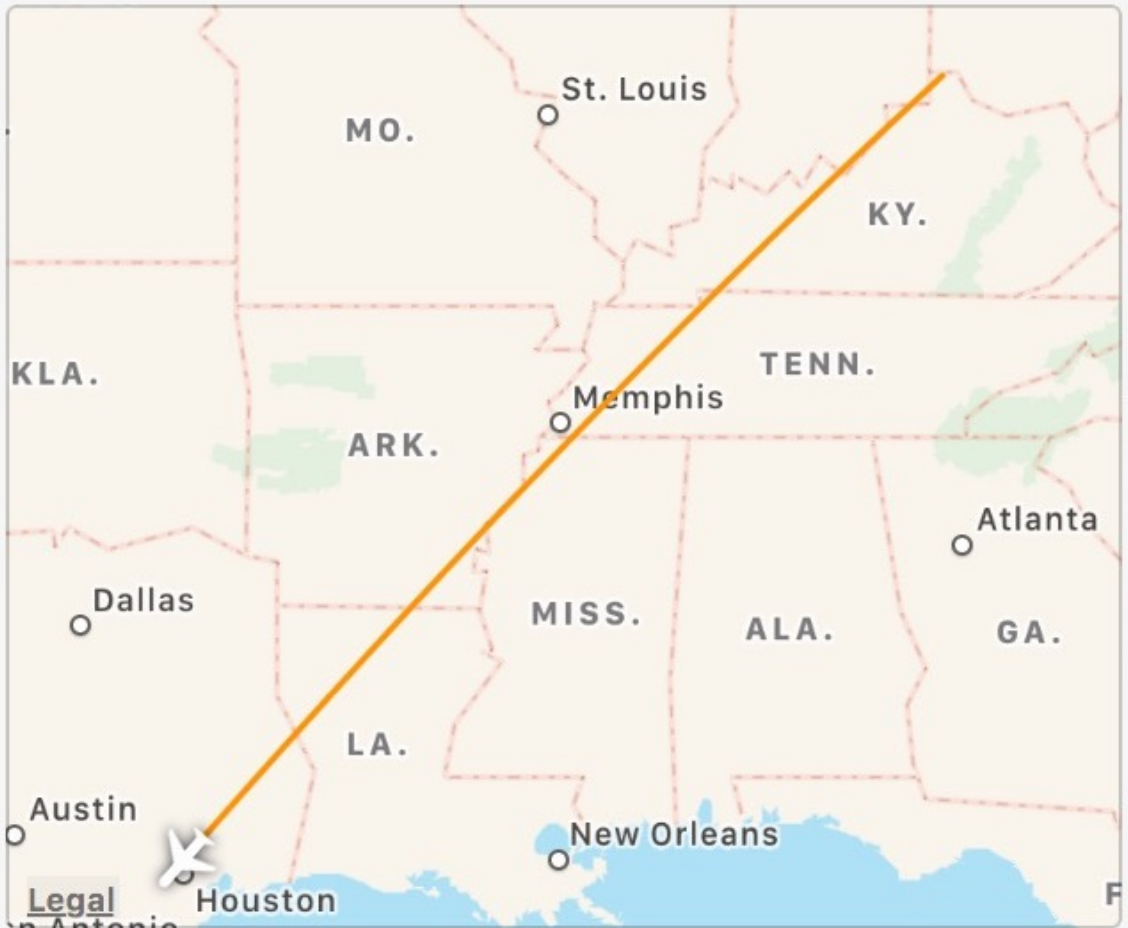 St. Louis
MO.
KY.
TENN.
KLA.
Memphis
ARK.
Atlanta
Dallas
MISS.
ALA.
GA.
LA.
Austin
New Orleans
Legal
Houston
F
n Antonio